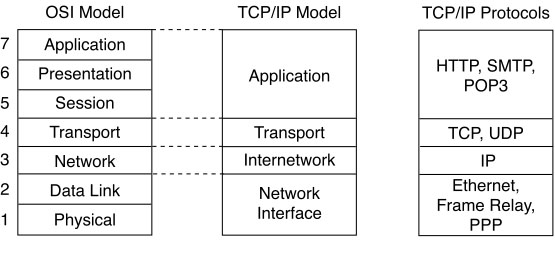 OSI Model
TCP/IP Model
TCP/IP Protocols
7 Application
6 Presentation
5 Session
4 Transport
3 Network
2 Data Link
1 Physical
Application
Transport
Internetwork
Network
Interface
HTTP, SMTP,
POP3
TCP, UDP
IP
Ethernet,
Frame Relay,
PPP